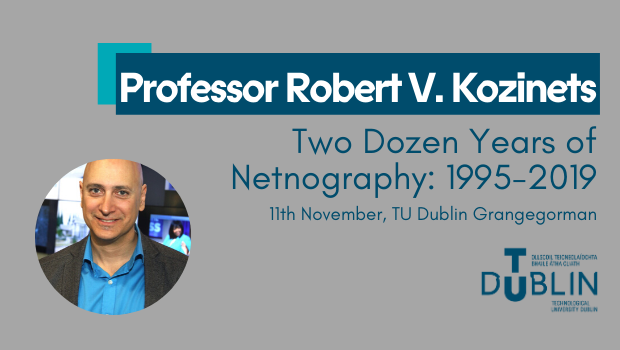 Professor Robert V. Kozinets
Two Dozen Years of
Netnography: 1995-2019
11th November, TU Dublin Grangegorman
OLLSCOIL TEICNEOLAÍOCHTA
BHAILE ÁTHA CLIATH
TU DUBLIN
TECHNOLOGICAL
UNIVERSITY DUBLIN